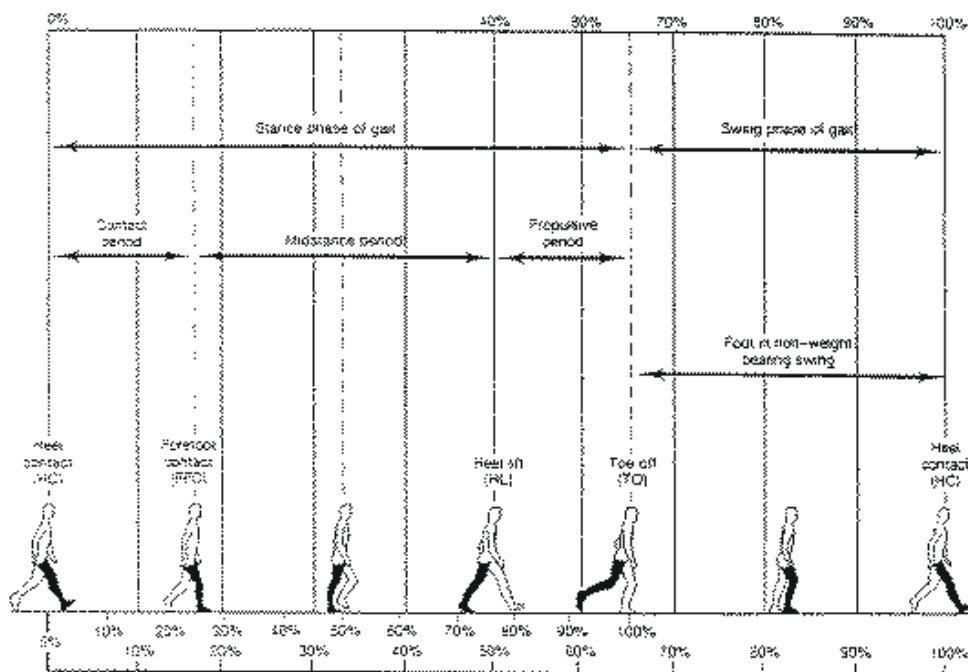 0%
40%
60%
70%
80%
90%
100%
Stance phase of gait
Swing phase of gait
Contact
period
Midstance period
Propulsive
period
Foot in non-weight
bearing swing
Heel
contact
(HC)
Forefoot
contact
(FFC)
Heel off
(HL)
Toe off
(TO)
Heel
contact
(HC)
10%
20%
30%
40%
50%
70%
80%
90%
100%
0%
10%
20%
30%
40%
50%
60%
70%
80%
90%
100%